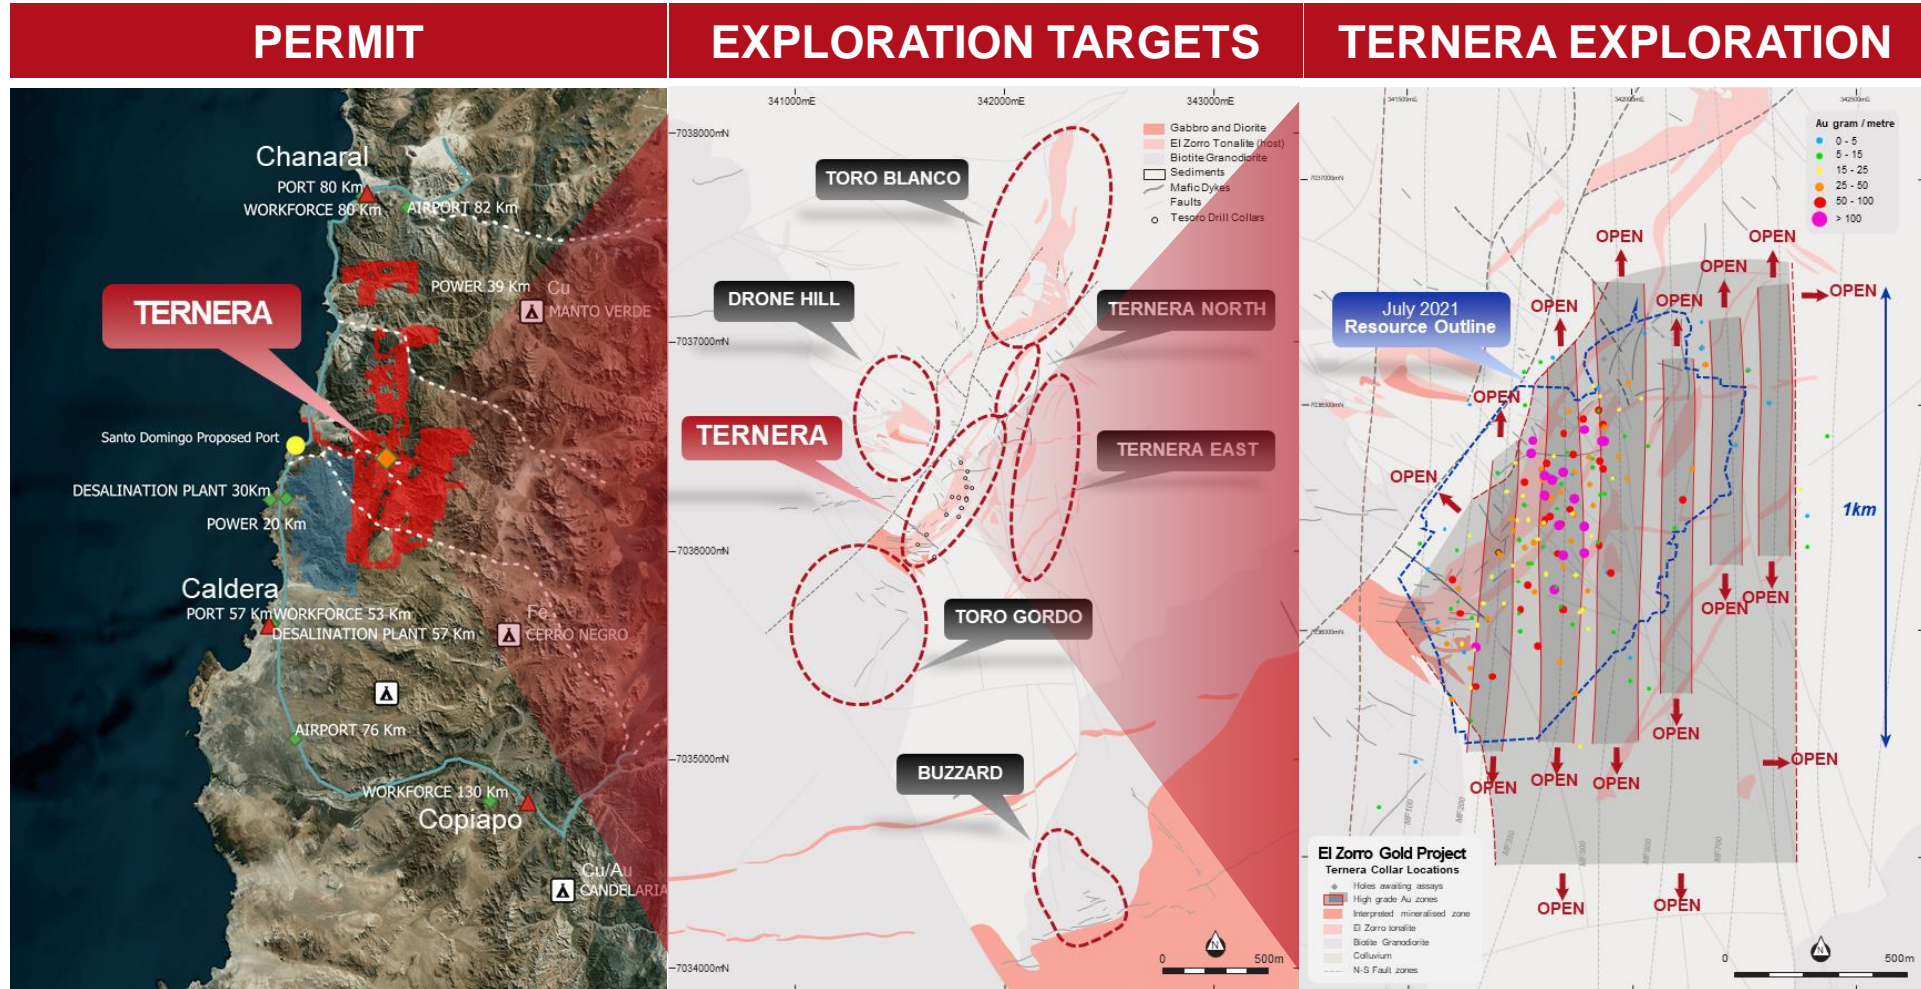 PERMIT
EXPLORATION TARGETS
TERNERA EXPLORATION
Chanaral
PORT 80 Km
WORKFORCE 80 Km
AIRPORT 82 Km
POWER 39 Km
Cu
MANTO VERDE
TERNERA
Santo Domingo Proposed Port
DESALINATION PLANT 30Km
POWER 20 Km
Caldera
PORT 57 Km
WORKFORCE 53 Km
DESALINATION PLANT 57 Km
Fe
CERRO NEGRO
AIRPORT 76 Km
WORKFORCE 130 Km
Copiapo
Cu/Au
CANDELARIA
341000mE
342000mE
343000mE
7038000mN
7037000mN
7036000mN
7035000mN
7034000mN
Gabbro and Diorite
El Zorro Tonalite (host)
Biotite Granodiorite
Sediments
Mafic Dykes
Faults
Tesoro Drill Collars
TORO BLANCO
DRONE HILL
TERNERA NORTH
TERNERA
TERNERA EAST
TORO GORDO
BUZZARD
N
0
500m
341500mE
342000mE
342500mE
7037000mN
7036500mN
7036000mN
Au gram / metre
0 - 5
5 - 15
15 - 25
25 - 50
50 - 100
> 100
July 2021
Resource Outline
OPEN
OPEN
OPEN
OPEN
OPEN
OPEN
OPEN
OPEN
1km
OPEN
OPEN
OPEN
OPEN
OPEN
OPEN
OPEN
OPEN
OPEN
MF100
MF200
El Zorro Gold Project
Ternera Collar Locations
Holes awaiting assays
High grade Au zones
Interpreted mineralised zone
El Zorro tonalite
Biotite Granodiorite
Colluvium
N-S Fault zones
N
0
500m